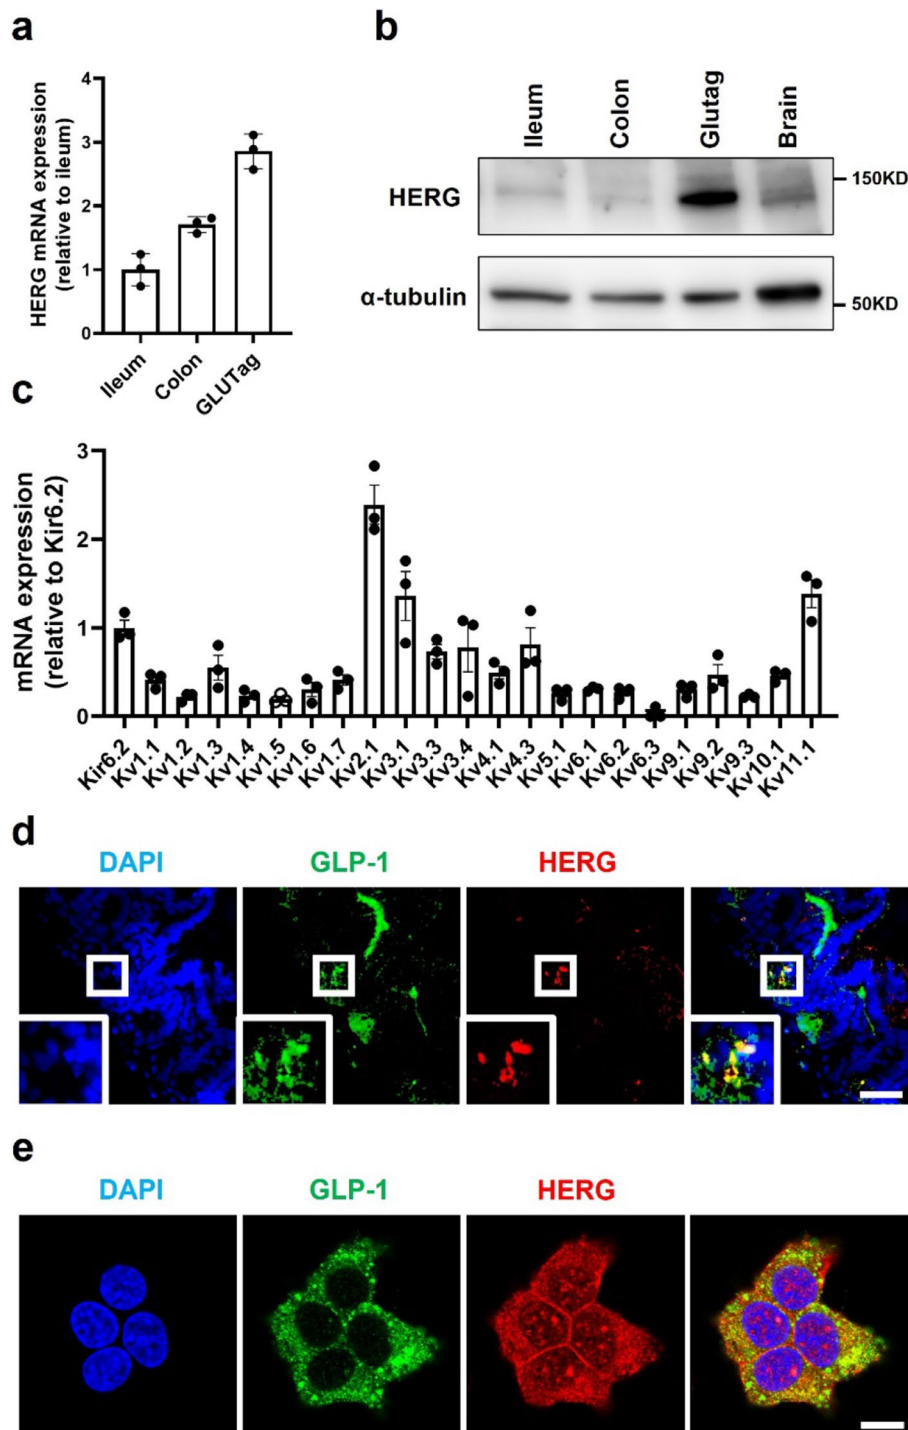 a
HERG mRNA expression
(relative to ileum)
4
3
2
1
0
Ileum
Colon
GLUTag
b
Ileum
Colon
Glutag
Brain
HERG
150KD
α-tubulin
50KD
c
mRNA expression
(relative to Kir6.2)
3
2
1
0
Kir6.2
Kv1.1
Kv1.2
Kv1.3
Kv1.4
Kv1.5
Kv1.6
Kv1.7
Kv2.1
Kv3.1
Kv3.3
Kv3.4
Kv4.1
Kv4.3
Kv5.1
Kv6.1
Kv6.2
Kv6.3
Kv9.1
Kv9.2
Kv9.3
Kv10.1
Kv11.1
d
DAPI
GLP-1
HERG
e
DAPI
GLP-1
HERG